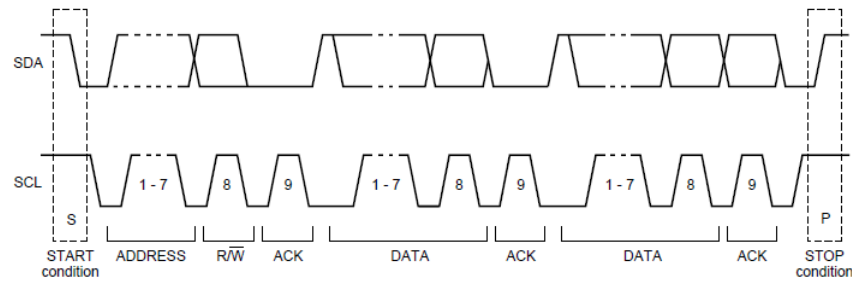 SDA
SCL
1 - 7 8 9 1 - 7 8 9 1 - 7 8 9
S P
START condition
ADDRESS
R/W̅
ACK
DATA
ACK
DATA
ACK
STOP condition